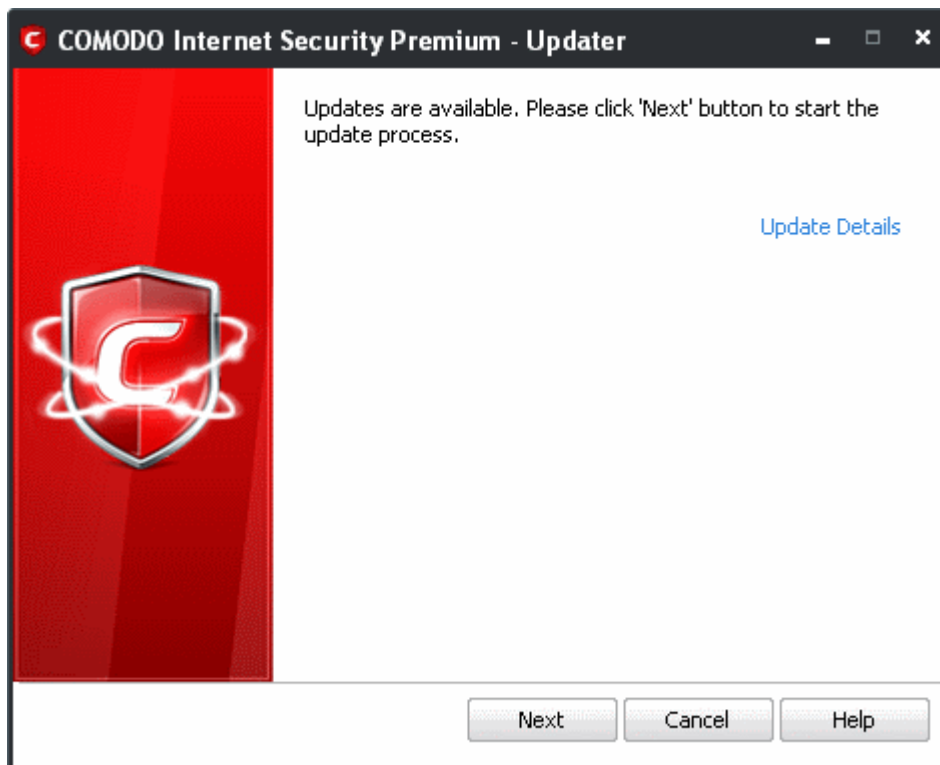 COMODO Internet Security Premium - Updater
Updates are available. Please click 'Next' button to start the
update process.
Update Details
Next
Cancel
Help